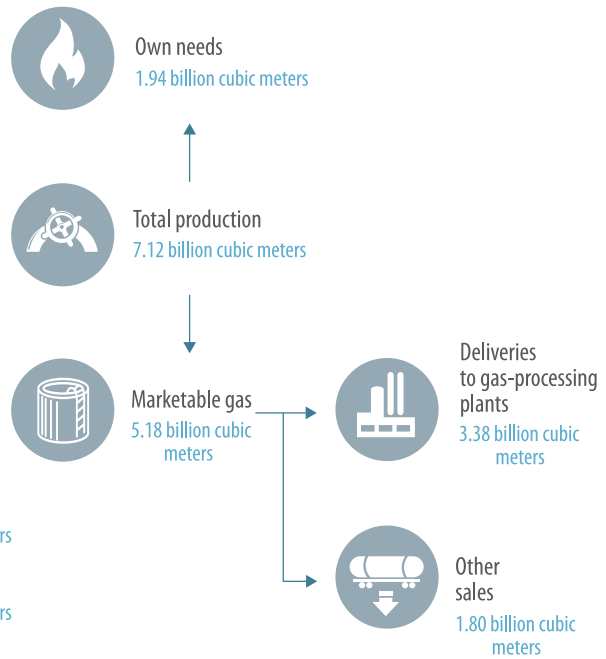 Own needs
1.94 billion cubic meters
Total production
7.12 billion cubic meters
Marketable gas
5.18 billion cubic
meters
Deliveries
to gas-processing
plants
3.38 billion cubic
meters
Other
sales
1.80 billion cubic
meters